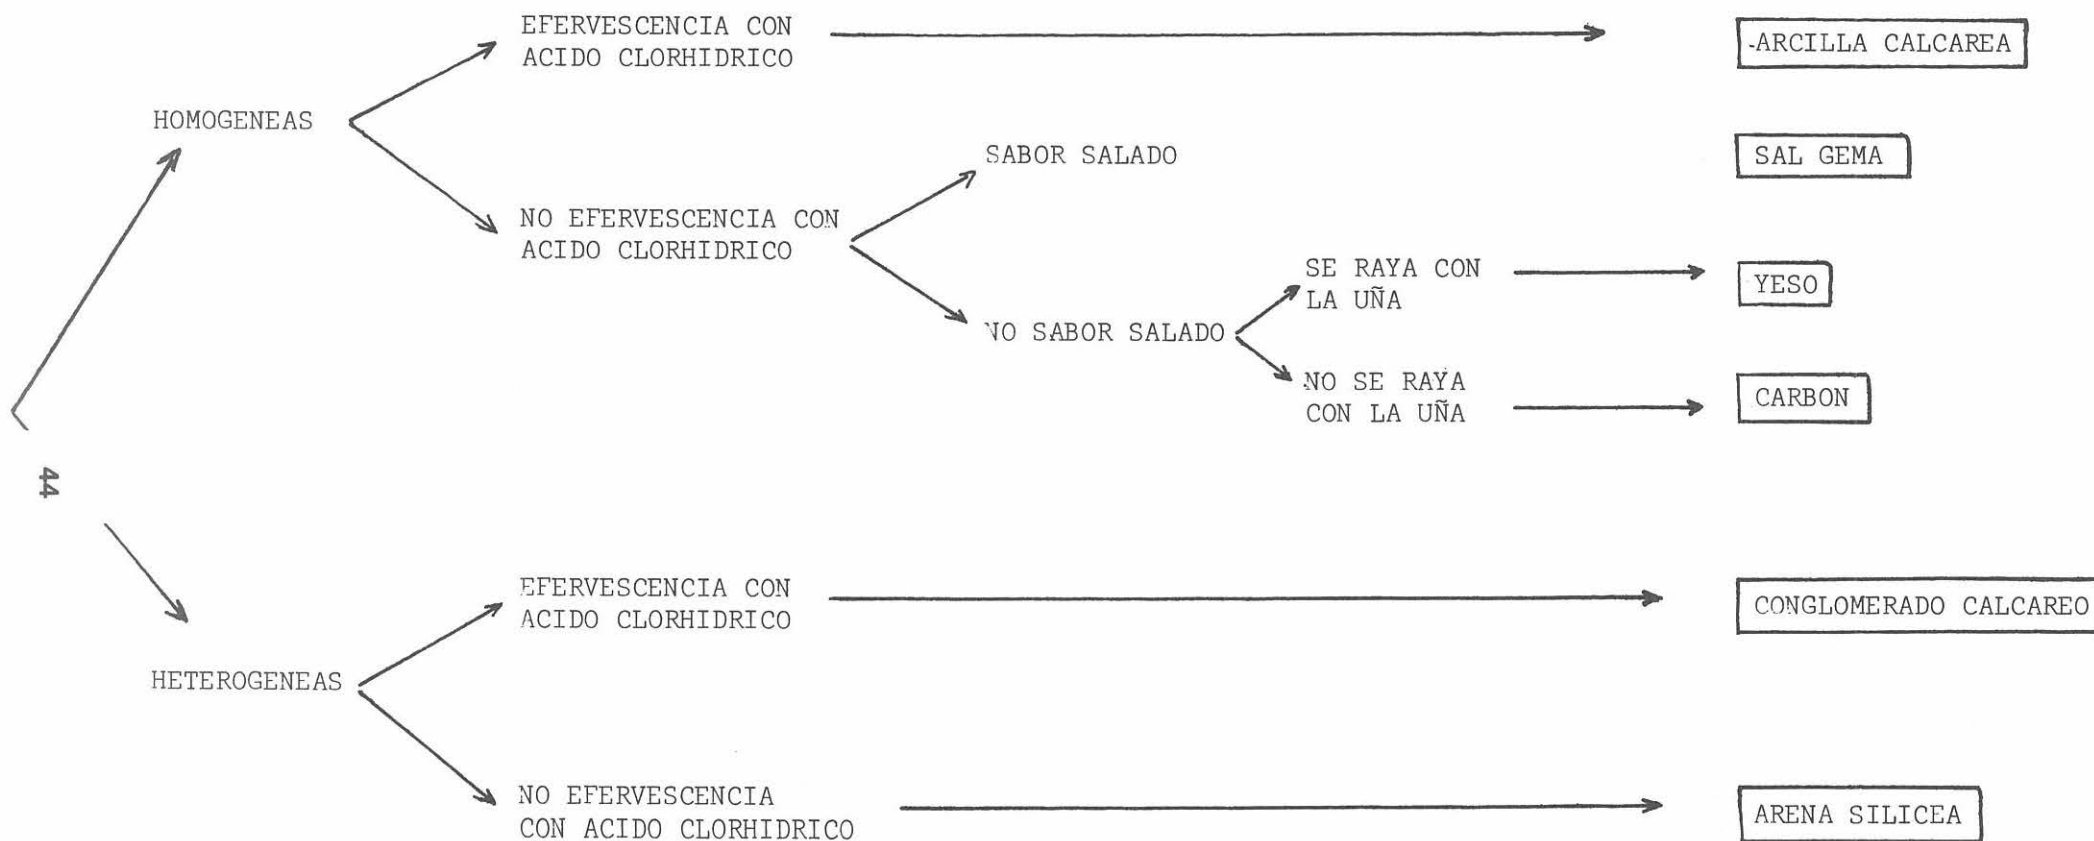 EFERVESCENCIA CON
ACIDO CLORHIDRICO
-ARCILLA CALCAREA
HOMOGENEAS
SABOR SALADO
SAL GEMA
NO EFERVESCENCIA CON
ACIDO CLORHIDRICO
SE RAYA CON
LA UÑA
YESO
NO SABOR SALADO
NO SE RAYA
CON LA UÑA
CARBON
44
EFERVESCENCIA CON
ACIDO CLORHIDRICO
CONGLOMERADO CALCAREO
HETEROGENEAS
NO EFERVESCENCIA
CON ACIDO CLORHIDRICO
ARENA SILICEA